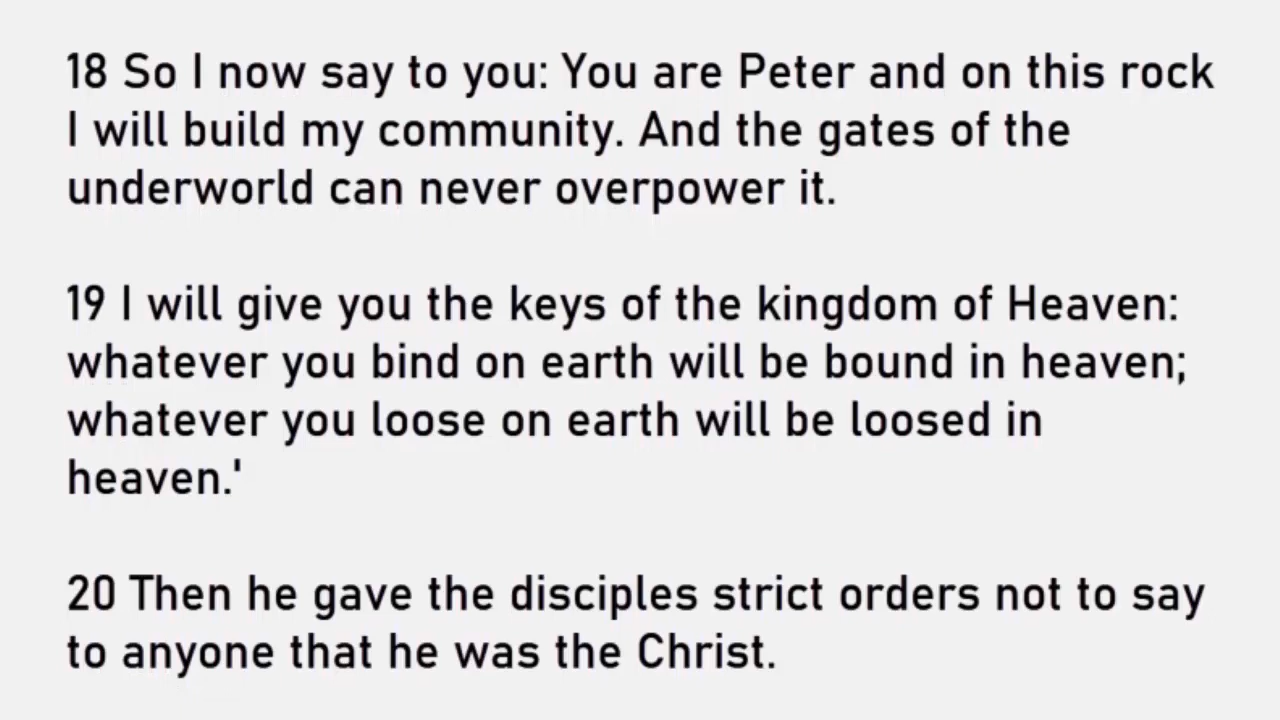 18 So I now say to you: You are Peter and on this rock
I will build my community. And the gates of the
underworld can never overpower it.
19 I will give you the keys of the kingdom of Heaven:
whatever you bind on earth will be bound in heaven;
whatever you loose on earth will be loosed in
heaven.'
20 Then he gave the disciples strict orders not to say
to anyone that he was the Christ.